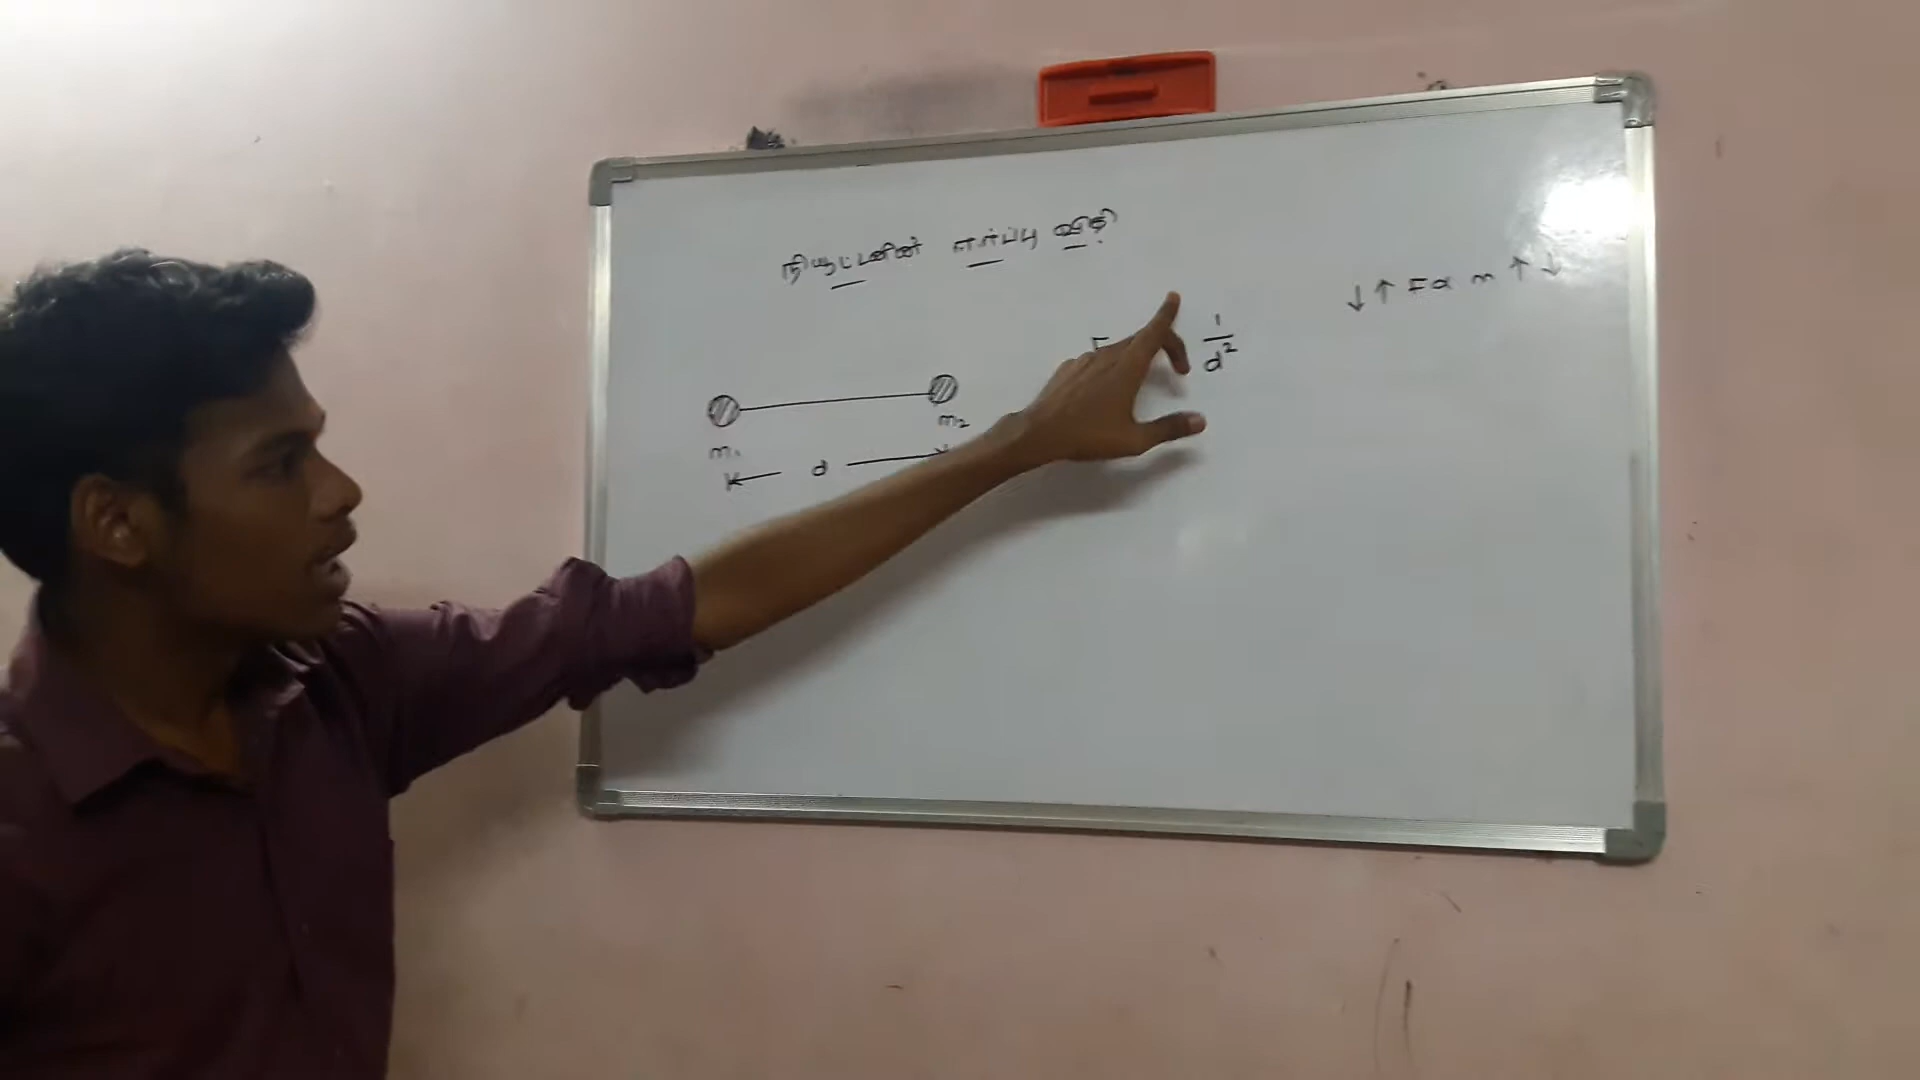 நியூட்டனின் ஈர்ப்பு விதி
↓ ↑ F α m ↑ ↓
F
1/d²
m₁
m₂
d